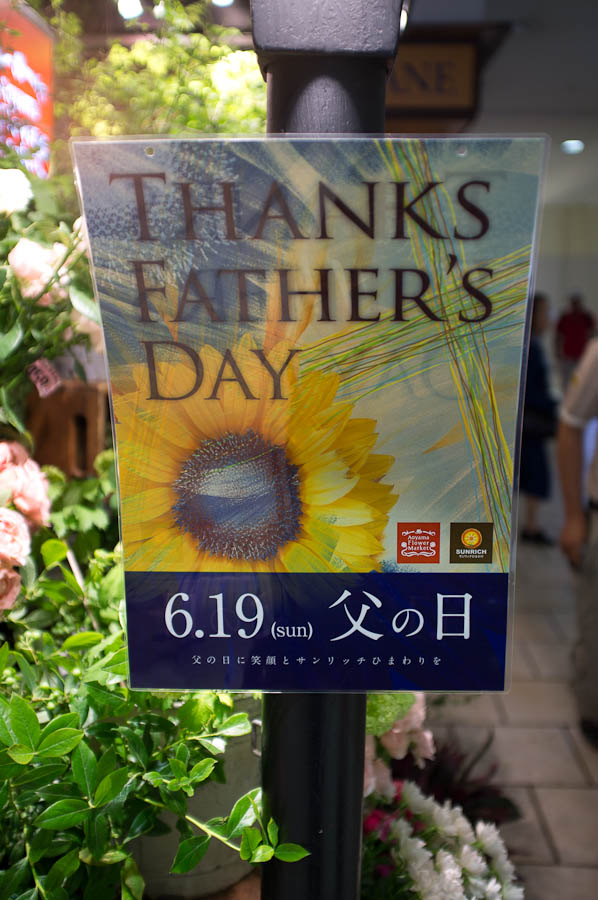 ANE
THANKS
FATHER'S
DAY
Aoyama
Flower
Market
SUNRICH
6.19 (sun) 父の日
父の日に笑顔とサンリッチひまわりを